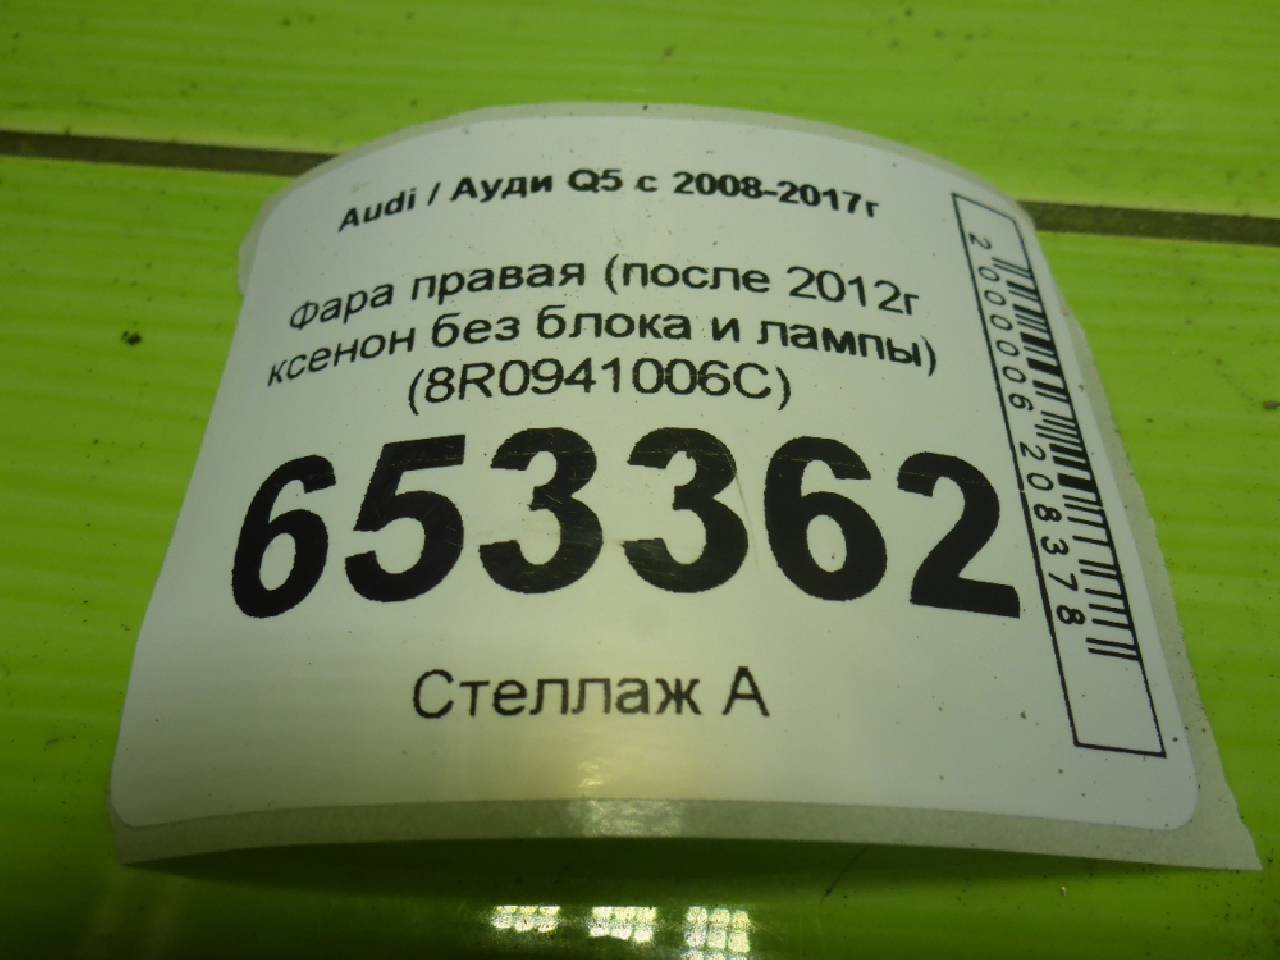 Audi / Ауди Q5 с 2008-2017г
Фара правая (после 2012г
ксенон без блока и лампы)
(8R0941006C)
653362
Стеллаж А
2000006208378